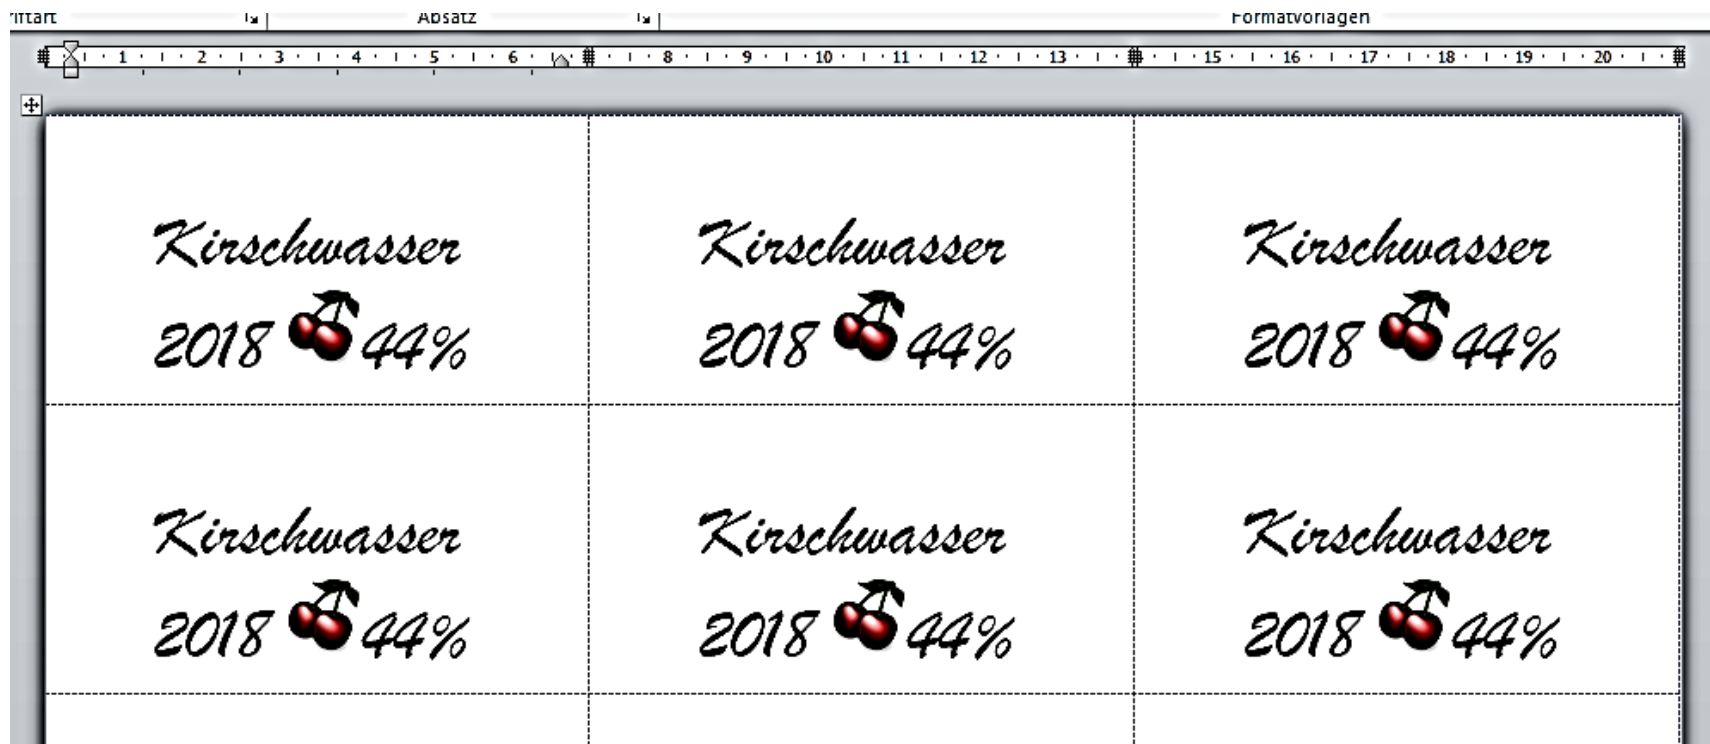 Absatz
Formatvorlagen
1 2 3 4 5 6 8 9 10 11 12 13 15 16 17 18 19 20
Kirschwasser Kirschwasser Kirschwasser
2018 44% 2018 44% 2018 44%
Kirschwasser Kirschwasser Kirschwasser
2018 44% 2018 44% 2018 44%